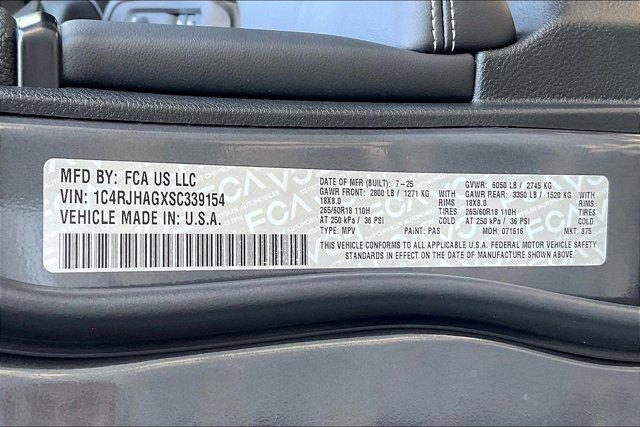 MFD BY: FCA US LLC
VIN: 1C4RJHAGXSC339154
VEHICLE MADE IN U.S.A.
DATE OF MFR (BUILT): 7-25 GVWR: 6050 LB / 2745 KG
GAWR FRONT: 2800 LB / 1271 KG WITH GAWR REAR: 3350 LB / 1520 KG WITH
18X8.0 RIMS 18X8.0 RIMS
265/60R18 110H TIRES 265/60R18 110H TIRES
AT 250 kPa / 36 PSI COLD AT 250 kPa / 36 PSI COLD
TYPE: MPV PAINT: PAS MDH: 071616 MKT: 875
THIS VEHICLE CONFORMS TO ALL APPLICABLE U.S.A. FEDERAL MOTOR VEHICLE SAFETY
STANDARDS IN EFFECT ON THE DATE OF MANUFACTURE SHOWN ABOVE.